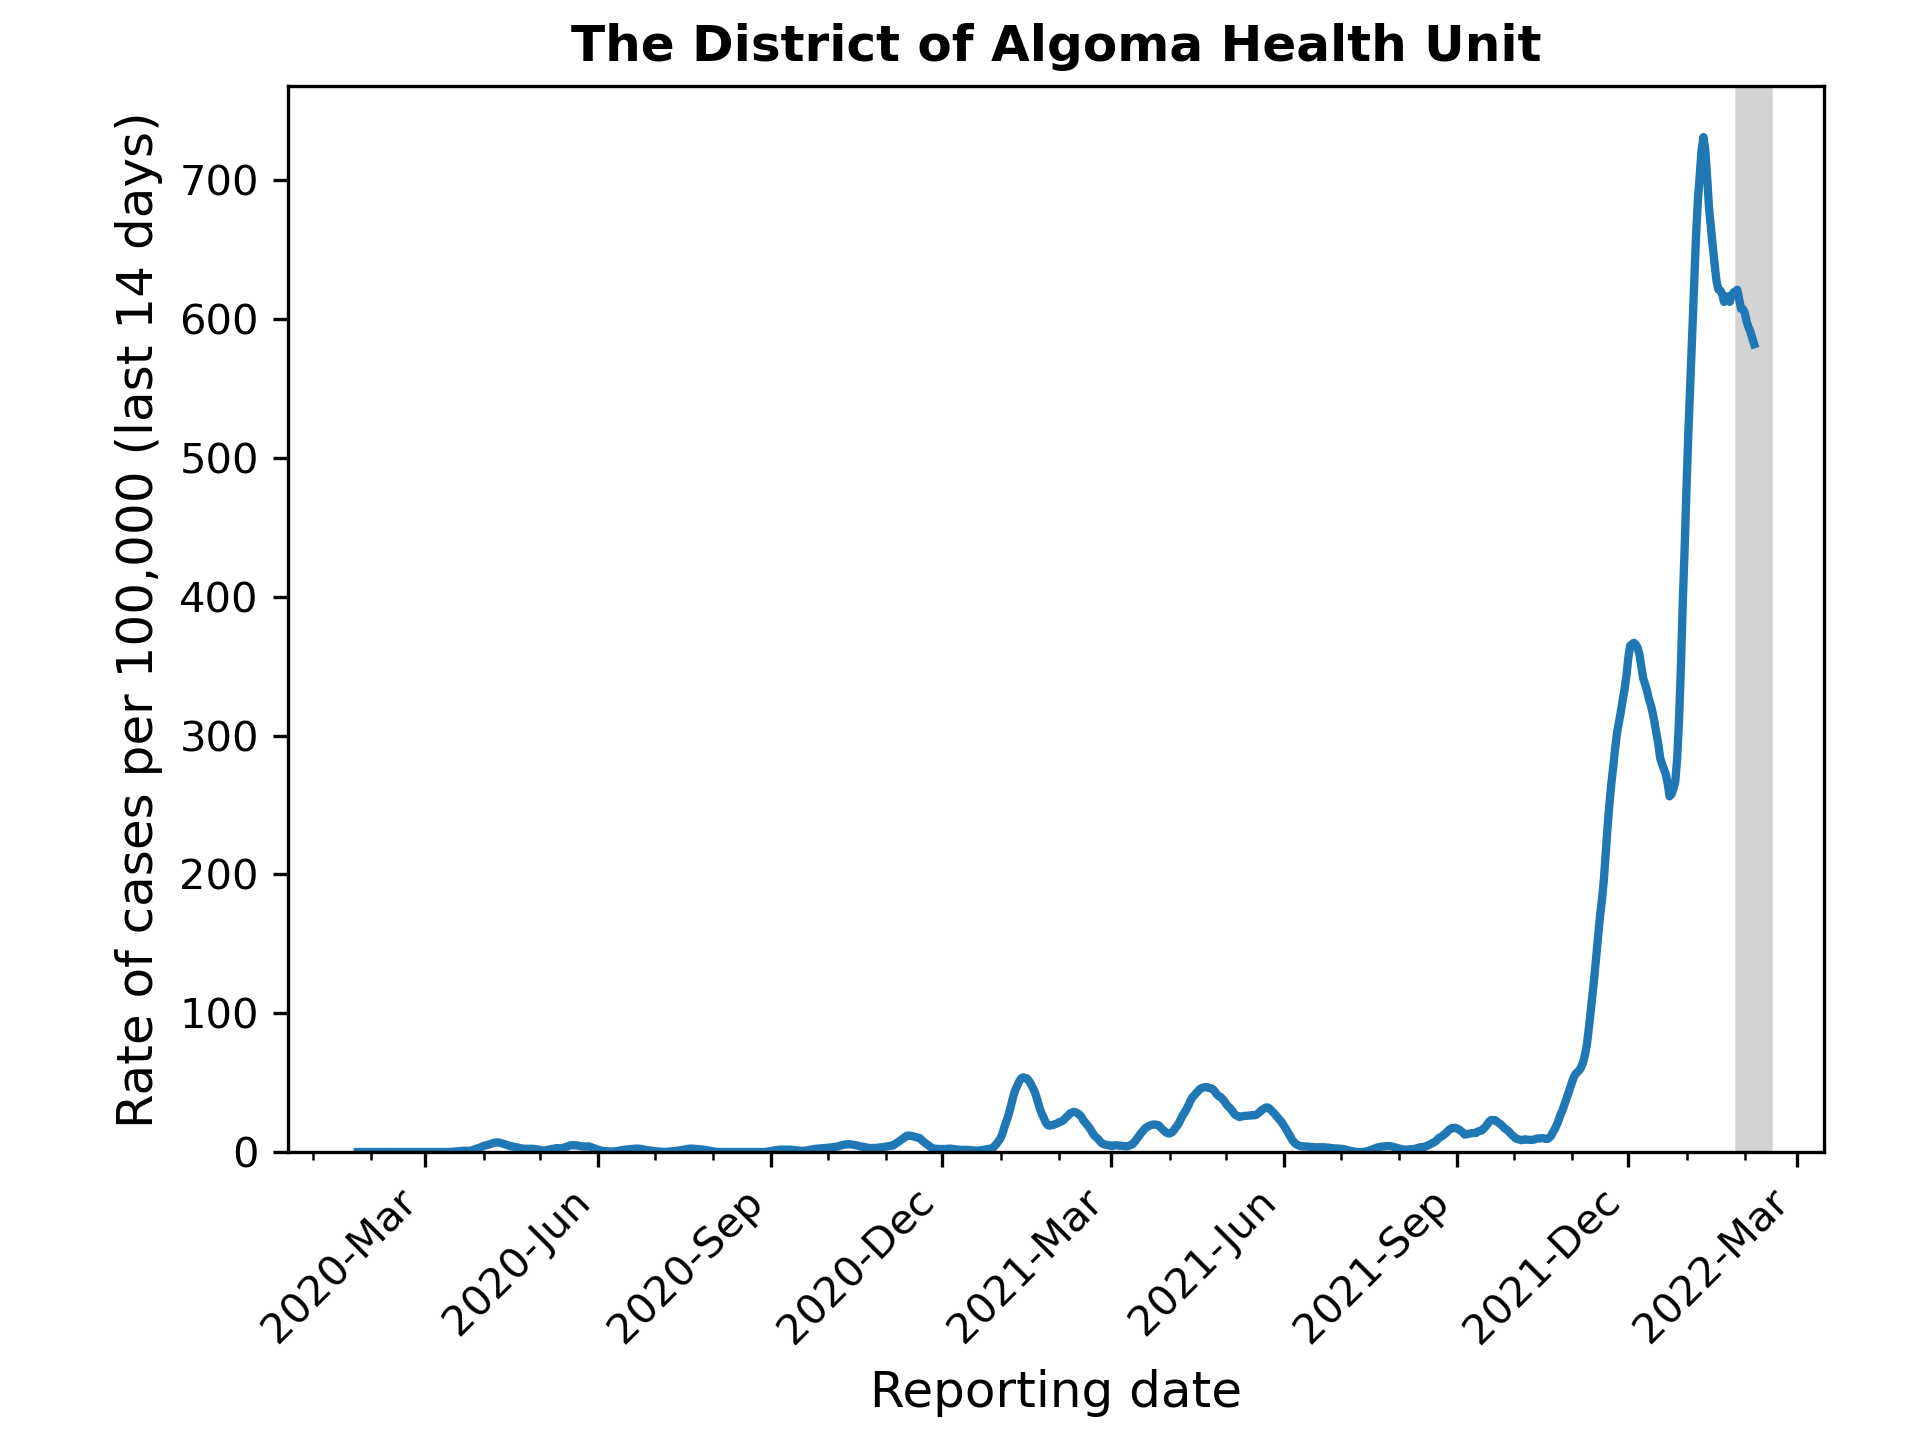 The District of Algoma Health Unit
Rate of cases per 100,000 (last 14 days)
700
600
500
400
300
200
100
0
2020-Mar
2020-Jun
2020-Sep
2020-Dec
2021-Mar
2021-Jun
2021-Sep
2021-Dec
2022-Mar
Reporting date